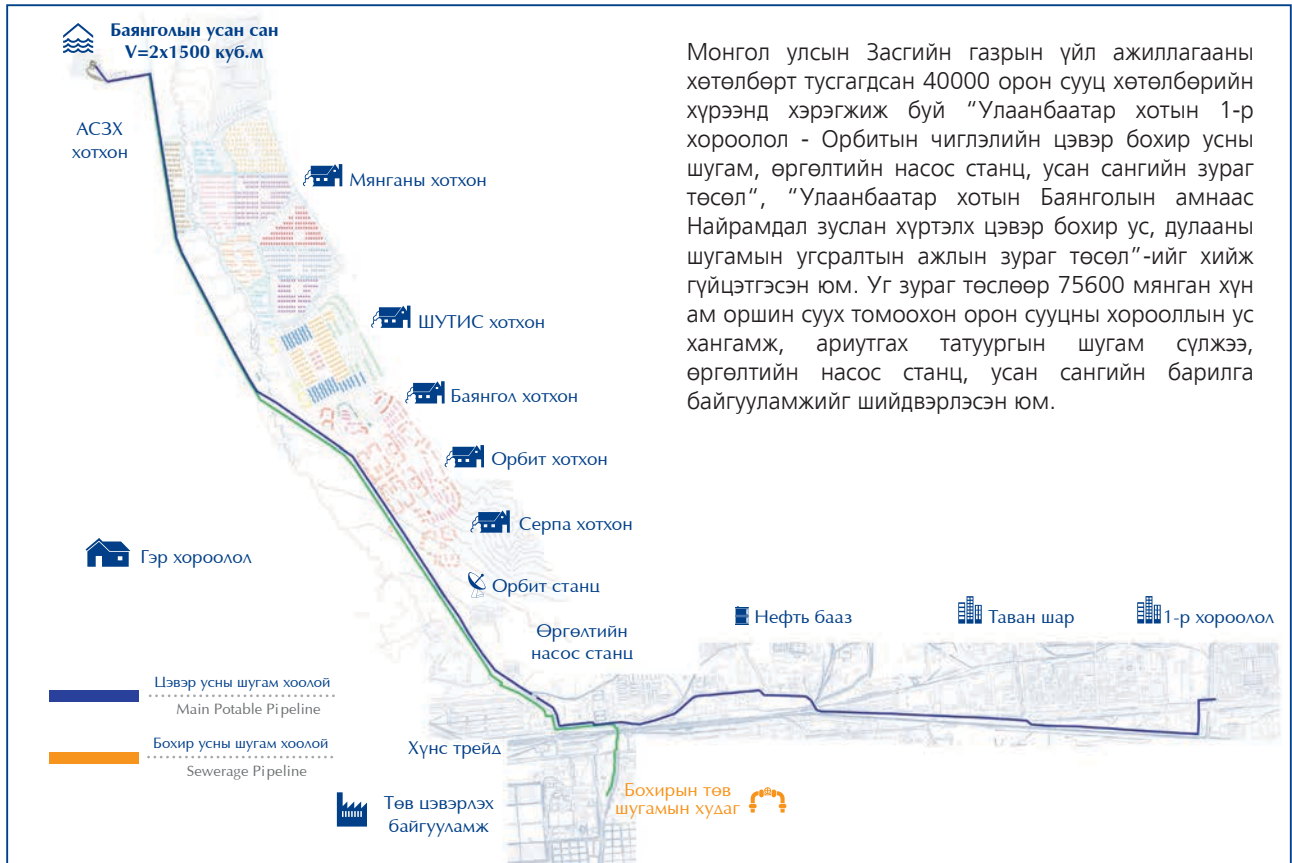 Баянголын усан сан
V=2x1500 куб.м
АСЗХ
хотхон
Мянганы хотхон
ШУТИС хотхон
Баянгол хотхон
Орбит хотхон
Серпа хотхон
Гэр хороолол
Орбит станц
Өргөлтийн
насос станц
Монгол улсын Засгийн газрын үйл ажиллагааны
хөтөлбөрт тусгагдсан 40000 орон сууц хөтөлбөрийн
хүрээнд хэрэгжиж буй “Улаанбаатар хотын 1-р
хороолол - Орбитын чиглэлийн цэвэр бохир усны
шугам, өргөлтийн насос станц, усан сангийн зураг
төсөл”, “Улаанбаатар хотын Баянголын амнаас
Найрамдал зуслан хүртэлх цэвэр бохир ус, дулааны
шугамын угсралтын ажлын зураг төсөл”-ийг хийж
гүйцэтгэсэн юм. Уг зураг төслөөр 75600 мянган хүн
ам оршин суух томоохон орон сууцны хорооллын ус
хангамж, ариутгах татуургын шугам сүлжээ,
өргөлтийн насос станц, усан сангийн барилга
байгууламжийг шийдвэрлэсэн юм.
Нефть бааз
Таван шар
1-р хороолол
Цэвэр усны шугам хоолой
Main Potable Pipeline
Бохир усны шугам хоолой
Sewerage Pipeline
Хүнс трейд
Төв цэвэрлэх
байгууламж
Бохирын төв
шугамын худаг